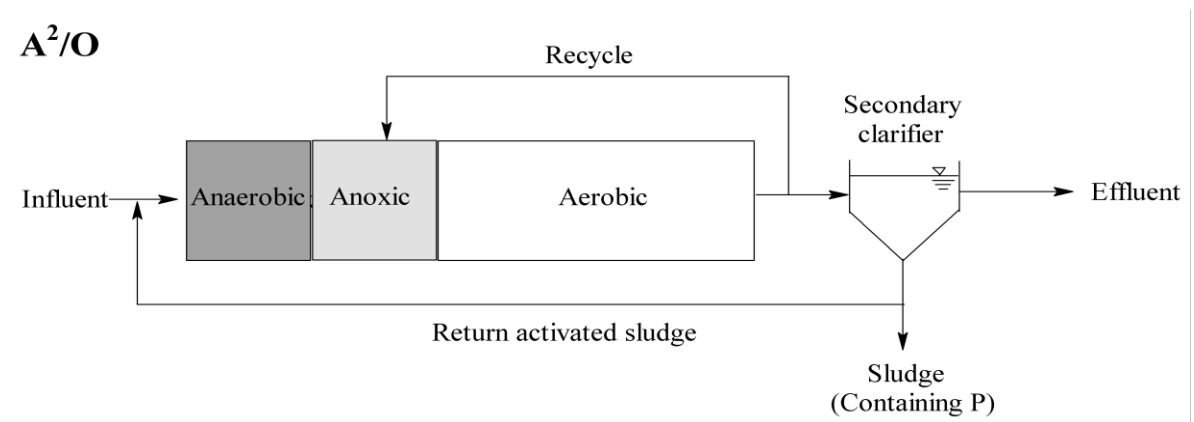 A²/O
Recycle
Secondary
clarifier
Influent
Anaerobic
Anoxic
Aerobic
Effluent
Return activated sludge
Sludge
(Containing P)